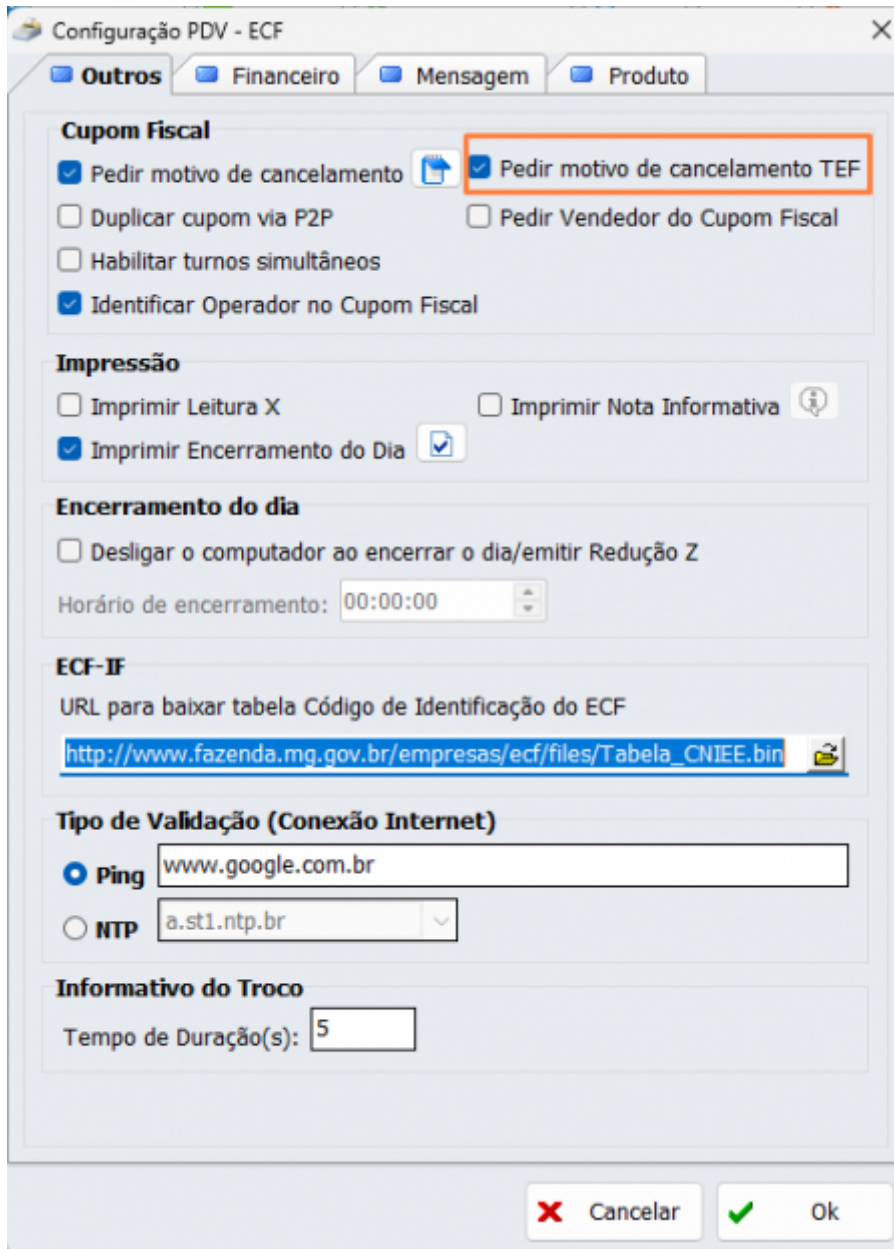 Configuração PDV - ECF
Outros Financeiro Mensagem Produto
Cupom Fiscal
Pedir motivo de cancelamento Pedir motivo de cancelamento TEF
Duplicar cupom via P2P Pedir Vendedor do Cupom Fiscal
Habilitar turnos simultâneos
Identificar Operador no Cupom Fiscal
Impressão
Imprimir Leitura X Imprimir Nota Informativa
Imprimir Encerramento do Dia
Encerramento do dia
Desligar o computador ao encerrar o dia/emitir Redução Z
Horário de encerramento: 00:00:00
ECF-IF
URL para baixar tabela Código de Identificação do ECF
http://www.fazenda.mg.gov.br/empresas/ecf/files/Tabela_CNIEE.bin
Tipo de Validação (Conexão Internet)
Ping www.google.com.br
NTP a.st1.ntp.br
Informativo do Troco
Tempo de Duração(s): 5
Cancelar Ok